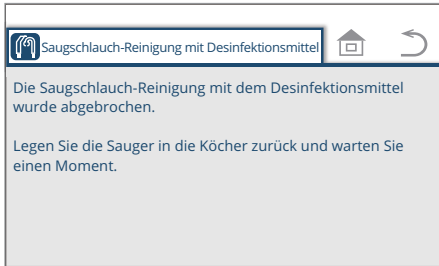 Saugschlauch-Reinigung mit Desinfektionsmittel
Die Saugschlauch-Reinigung mit dem Desinfektionsmittel
wurde abgebrochen.
Legen Sie die Sauger in die Köcher zurück und warten Sie
einen Moment.